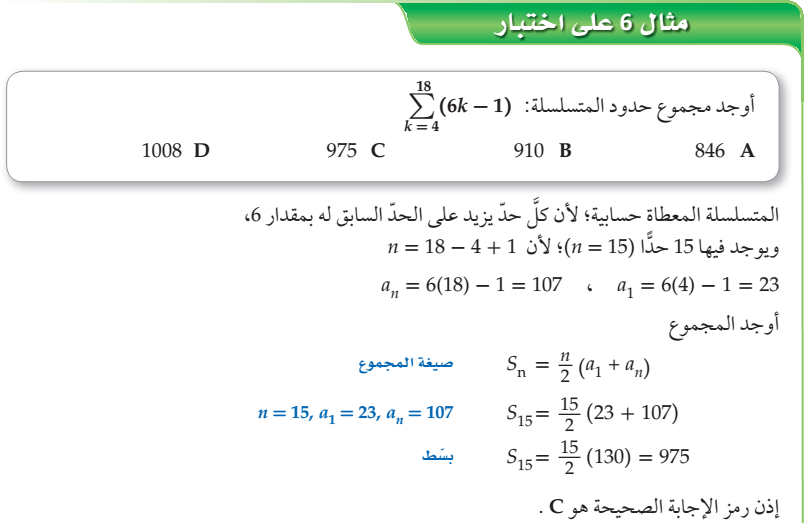 مثال 6 على اختبار
أوجد مجموع حدود المتسلسلة: $\sum_{k=4}^{18}(6k-1)$
846 A 910 B 975 C 1008 D
المتسلسلة المعطاة حسابية؛ لأن كلَّ حدّ يزيد على الحدّ السابق له بمقدار 6،
ويوجد فيها 15 حدًّا (n = 15)؛ لأن n = 18 − 4 + 1
a₁ = 6(4) − 1 = 23 ، aₙ = 6(18) − 1 = 107
أوجد المجموع
صيغة المجموع $S_n = \frac{n}{2}(a_1 + a_n)$
n = 15, a₁ = 23, aₙ = 107 $S_{15} = \frac{15}{2}(23 + 107)$
بسّط $S_{15} = \frac{15}{2}(130) = 975$
إذن رمز الإجابة الصحيحة هو C .